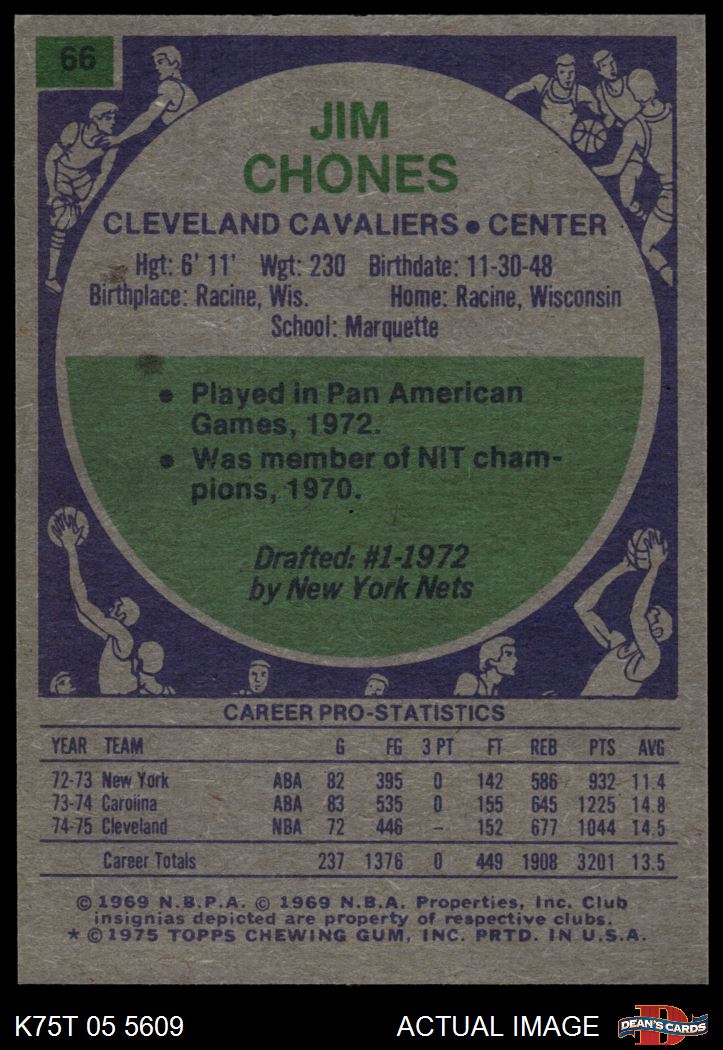 66
JIM
CHONES
CLEVELAND CAVALIERS • CENTER
Hgt: 6' 11' Wgt: 230 Birthdate: 11-30-48
Birthplace: Racine, Wis. Home: Racine, Wisconsin
School: Marquette
• Played in Pan American
Games, 1972.
• Was member of NIT cham-
pions, 1970.
Drafted: #1-1972
by New York Nets
CAREER PRO-STATISTICS
YEAR TEAM G FG 3 PT FT REB PTS AVG
72-73 New York ABA 82 395 0 142 586 932 11.4
73-74 Carolina ABA 83 535 0 155 645 1225 14.8
74-75 Cleveland NBA 72 446 – 152 677 1044 14.5
Career Totals 237 1376 0 449 1908 3201 13.5
© 1969 N.B.P.A. © 1969 N.B.A. Properties, Inc. Club
insignias depicted are property of respective clubs.
* © 1975 TOPPS CHEWING GUM, INC. PRTD. IN U.S.A.
K75T 05 5609 ACTUAL IMAGE DEAN'S CARDS